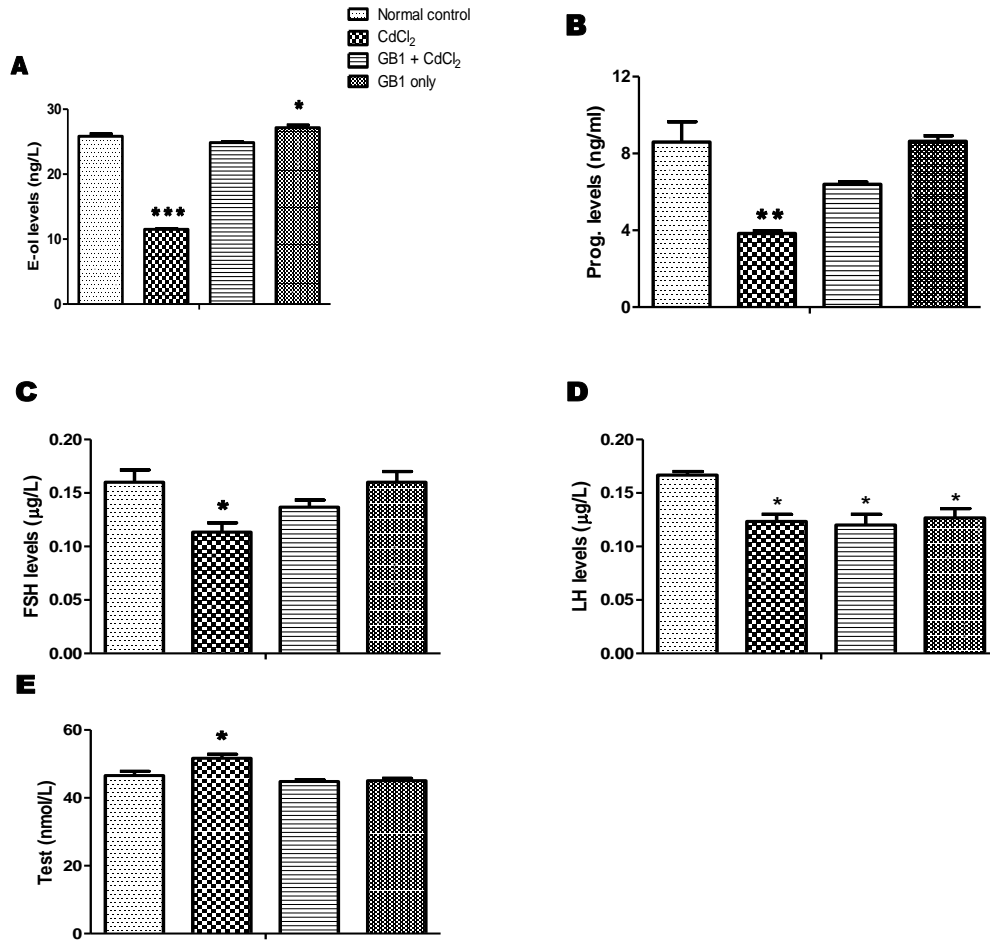 Normal control
CdCl₂
GB1 + CdCl₂
GB1 only
A
E-ol levels (ng/L)
30
20
10
0
***
*
B
Prog. levels (ng/ml)
12
8
4
0
**
C
FSH levels (µg/L)
0.20
0.15
0.10
0.05
0.00
*
D
LH levels (µg/L)
0.20
0.15
0.10
0.05
0.00
*
*
*
E
Test (nmol/L)
60
40
20
0
*